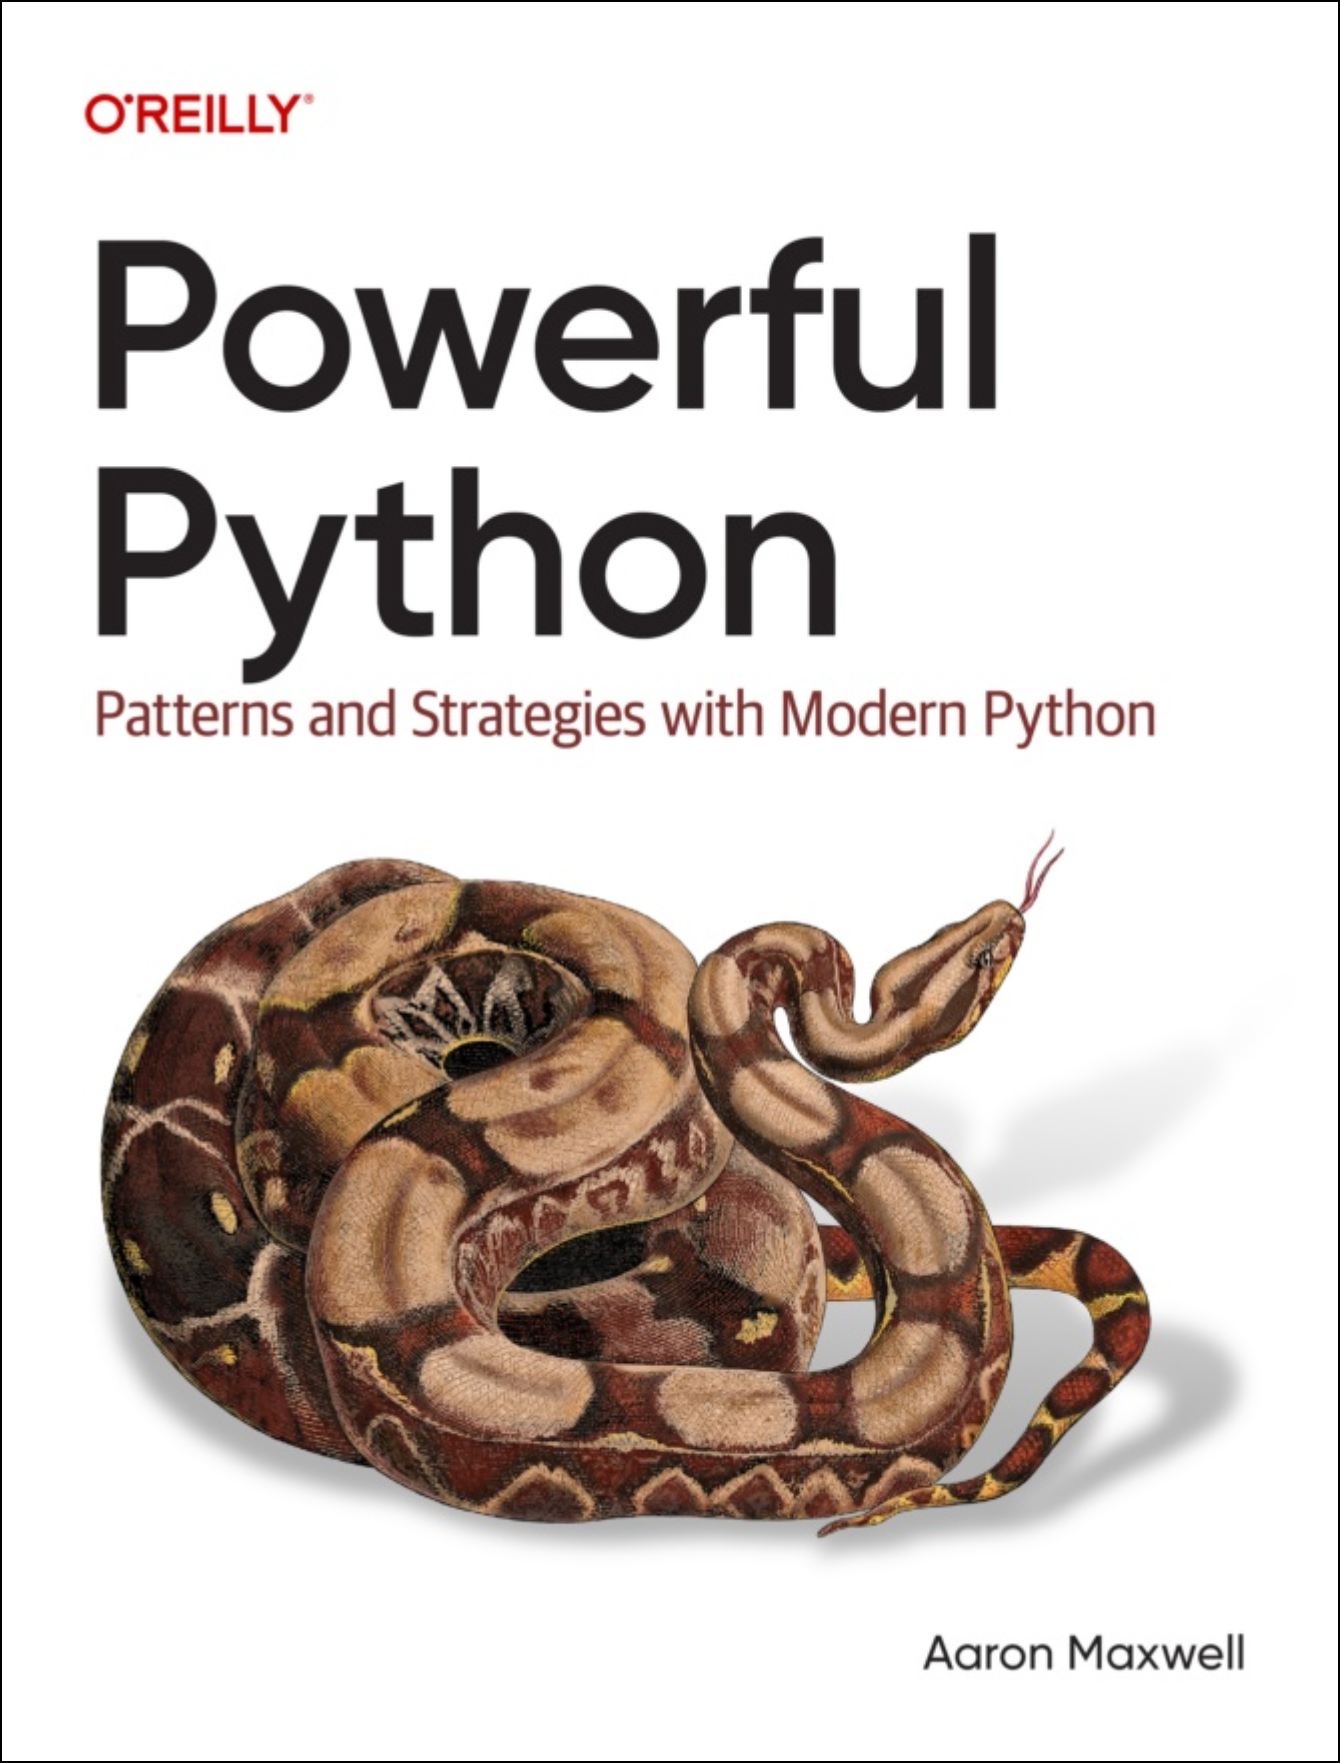 O'REILLY®
Powerful
Python
Patterns and Strategies with Modern Python
Aaron Maxwell